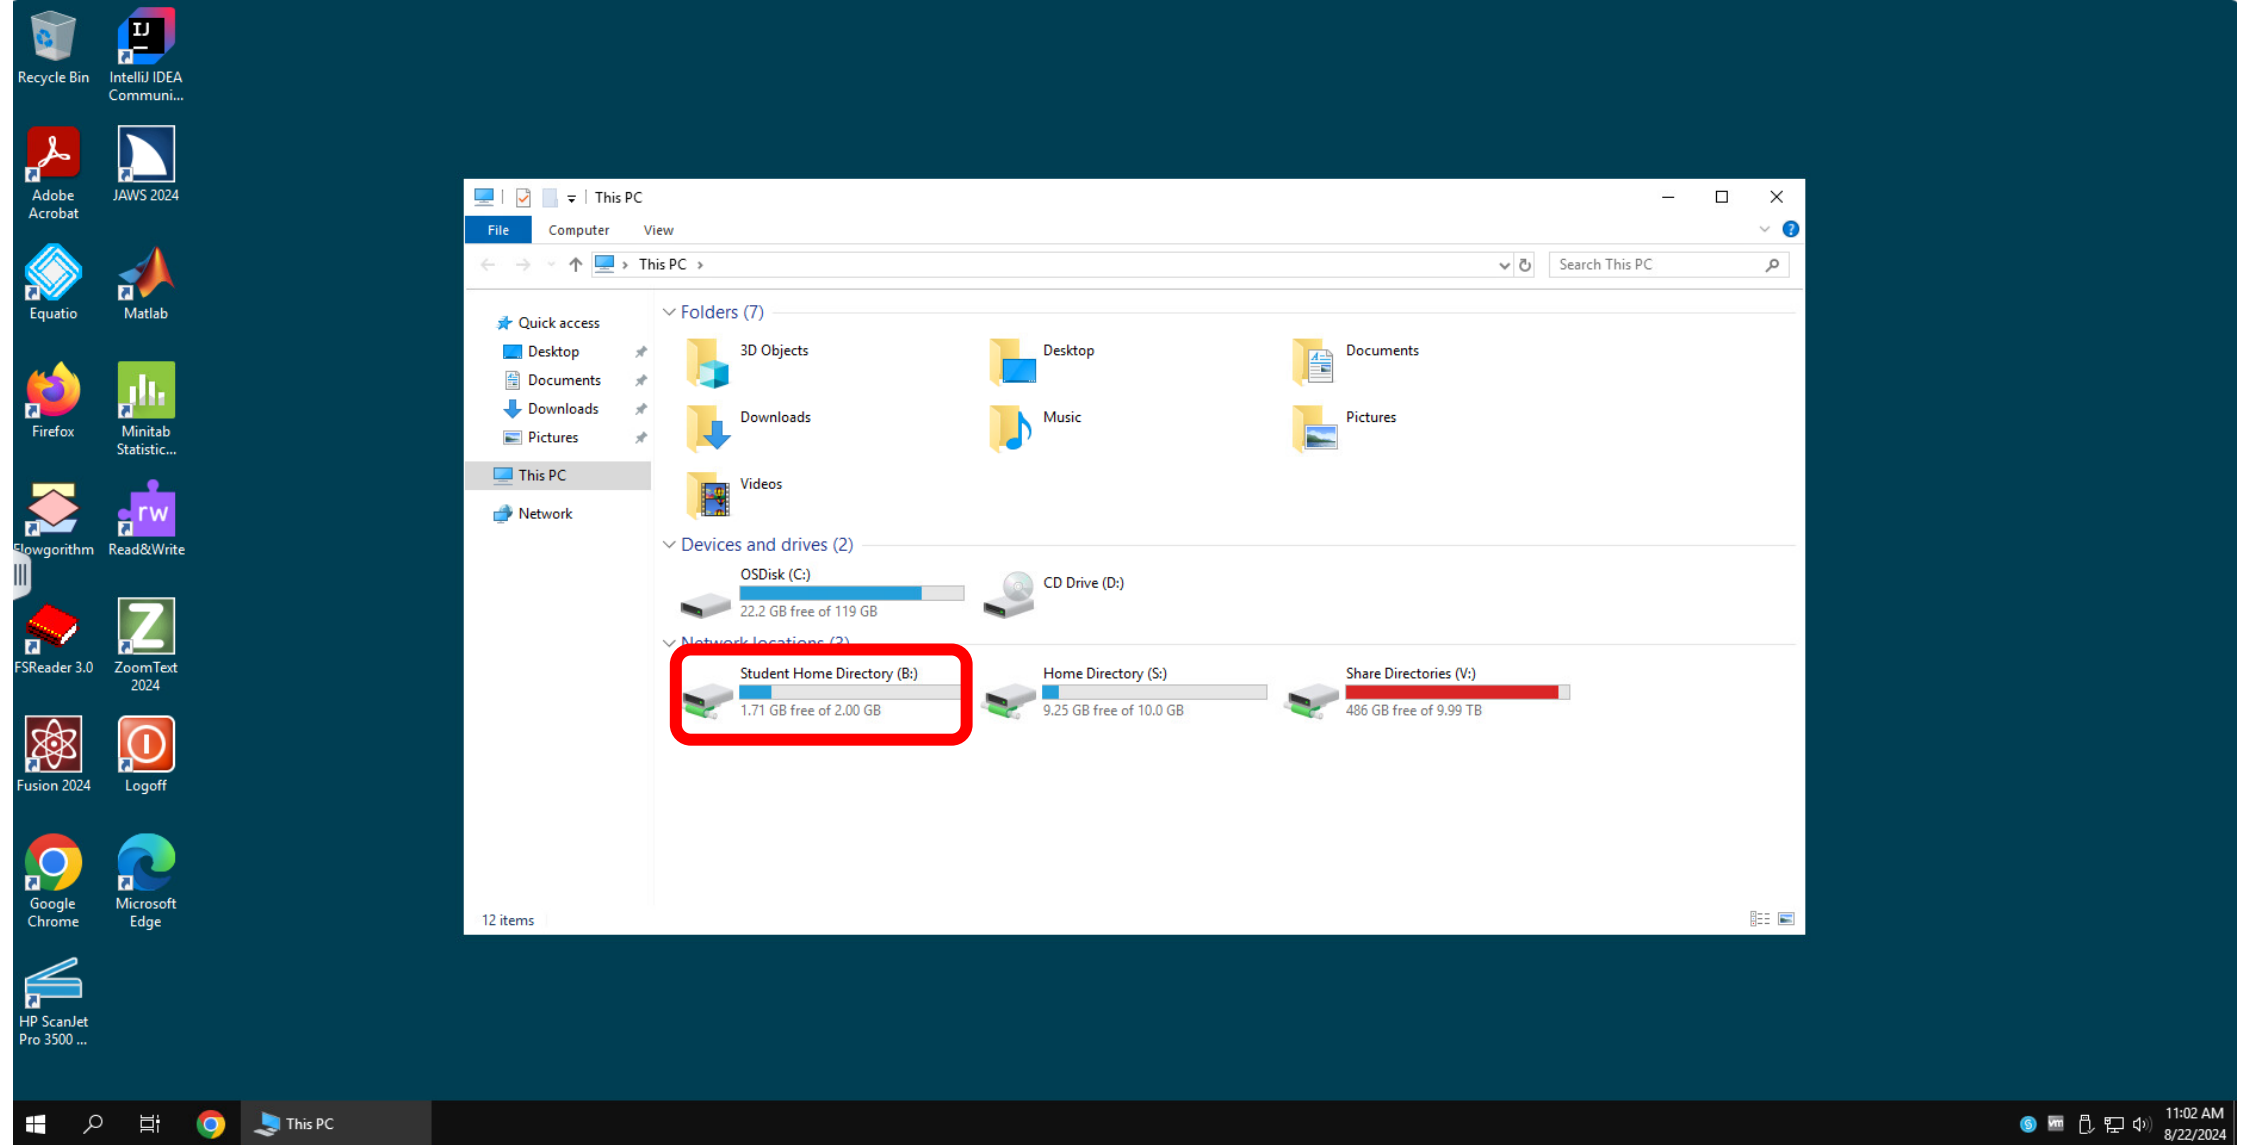 Recycle Bin
IntelliJ IDEA
Communi...
Adobe
Acrobat
JAWS 2024
Equatio
Matlab
Firefox
Minitab
Statistic...
Flowgorithm
rw
Read&Write
FSReader 3.0
ZoomText
2024
Fusion 2024
Logoff
Google
Chrome
Microsoft
Edge
HP ScanJet
Pro 3500 ...
This PC
File Computer View
This PC
Search This PC
Quick access
Desktop
Documents
Downloads
Pictures
This PC
Network
Folders (7)
3D Objects
Desktop
Documents
Downloads
Music
Pictures
Videos
Devices and drives (2)
OSDisk (C:)
22.2 GB free of 119 GB
CD Drive (D:)
Network locations (3)
Student Home Directory (B:)
1.71 GB free of 2.00 GB
Home Directory (S:)
9.25 GB free of 10.0 GB
Share Directories (V:)
486 GB free of 9.99 TB
12 items
This PC
vm
11:02 AM
8/22/2024